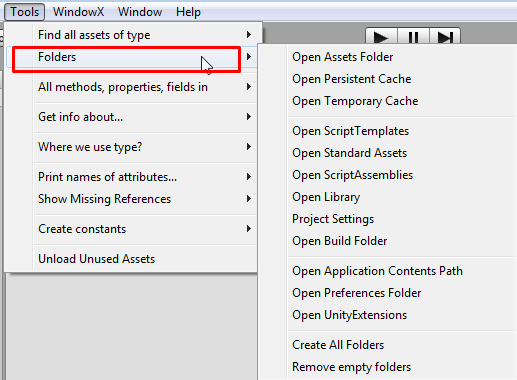 Tools WindowX Window Help
Find all assets of type
Folders
All methods, properties, fields in
Get info about...
Where we use type?
Print names of attributes...
Show Missing References
Create constants
Unload Unused Assets
Open Assets Folder
Open Persistent Cache
Open Temporary Cache
Open ScriptTemplates
Open Standard Assets
Open ScriptAssemblies
Open Library
Project Settings
Open Build Folder
Open Application Contents Path
Open Preferences Folder
Open UnityExtensions
Create All Folders
Remove empty folders